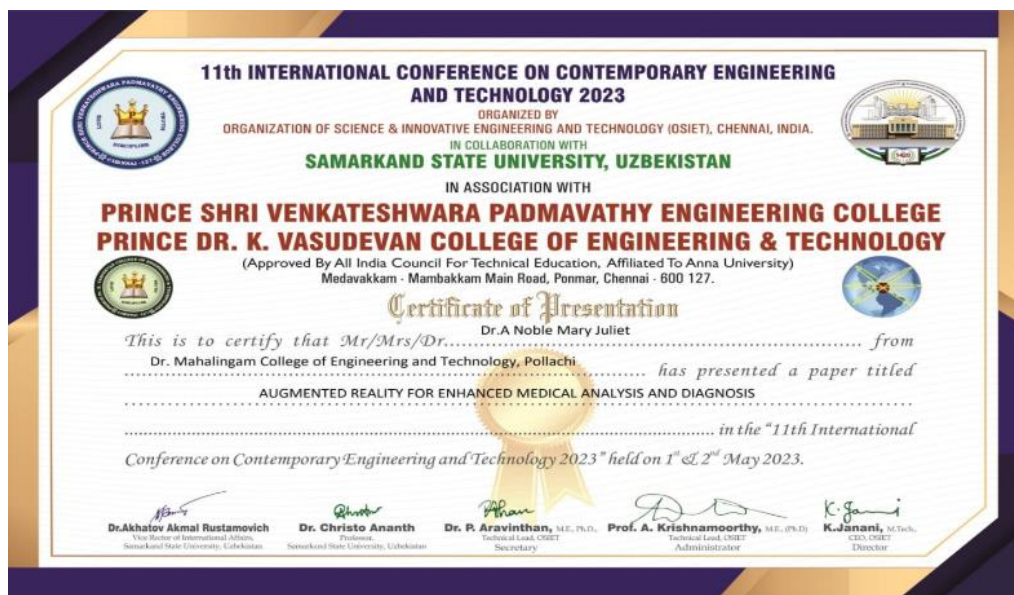 11th INTERNATIONAL CONFERENCE ON CONTEMPORARY ENGINEERING
AND TECHNOLOGY 2023
ORGANIZED BY
ORGANIZATION OF SCIENCE & INNOVATIVE ENGINEERING AND TECHNOLOGY (OSIET), CHENNAI, INDIA.
IN COLLABORATION WITH
SAMARKAND STATE UNIVERSITY, UZBEKISTAN
IN ASSOCIATION WITH
PRINCE SHRI VENKATESHWARA PADMAVATHY ENGINEERING COLLEGE
PRINCE DR. K. VASUDEVAN COLLEGE OF ENGINEERING & TECHNOLOGY
(Approved By All India Council For Technical Education, Affiliated To Anna University)
Medavakkam - Mambakkam Main Road, Ponmar, Chennai - 600 127.
Certificate of Presentation
Dr.A Noble Mary Juliet
This is to certify that Mr/Mrs/Dr. from
Dr. Mahalingam College of Engineering and Technology, Pollachi
has presented a paper titled
AUGMENTED REALITY FOR ENHANCED MEDICAL ANALYSIS AND DIAGNOSIS
in the "11th International
Conference on Contemporary Engineering and Technology 2023" held on 1st & 2nd May 2023.
Dr.Akhatov Akmal Rustamovich
Vice Rector of International Affairs,
Samarkand State University, Uzbekistan
Dr. Christo Ananth
Professor,
Samarkand State University, Uzbekistan
Dr. P. Aravinthan, M.E., Ph.D.,
Technical Lead, OSIET
Secretary
Prof. A. Krishnamoorthy, M.E., (Ph.D)
Technical Lead, OSIET
Administrator
K.Janani, M.Tech.
CEO, OSIET
Director